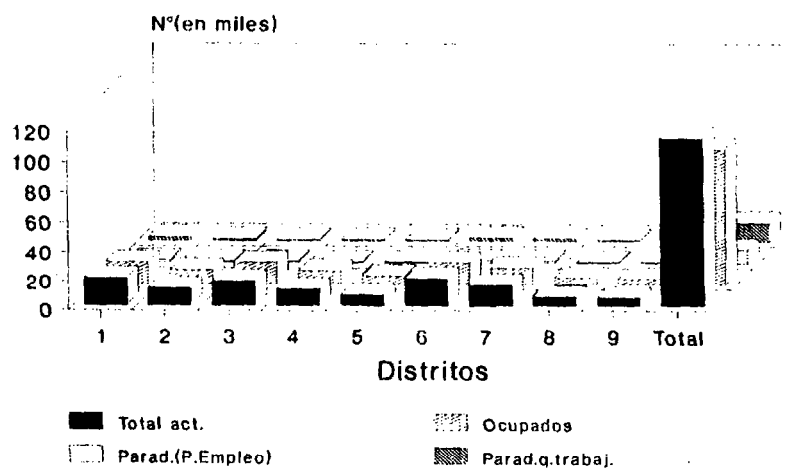 Nº(en miles)
120
100
80
60
40
20
0
1 2 3 4 5 6 7 8 9 Total
Distritos
Total act. Ocupados
Parad.(P.Empleo) Parad.q.trabaj.